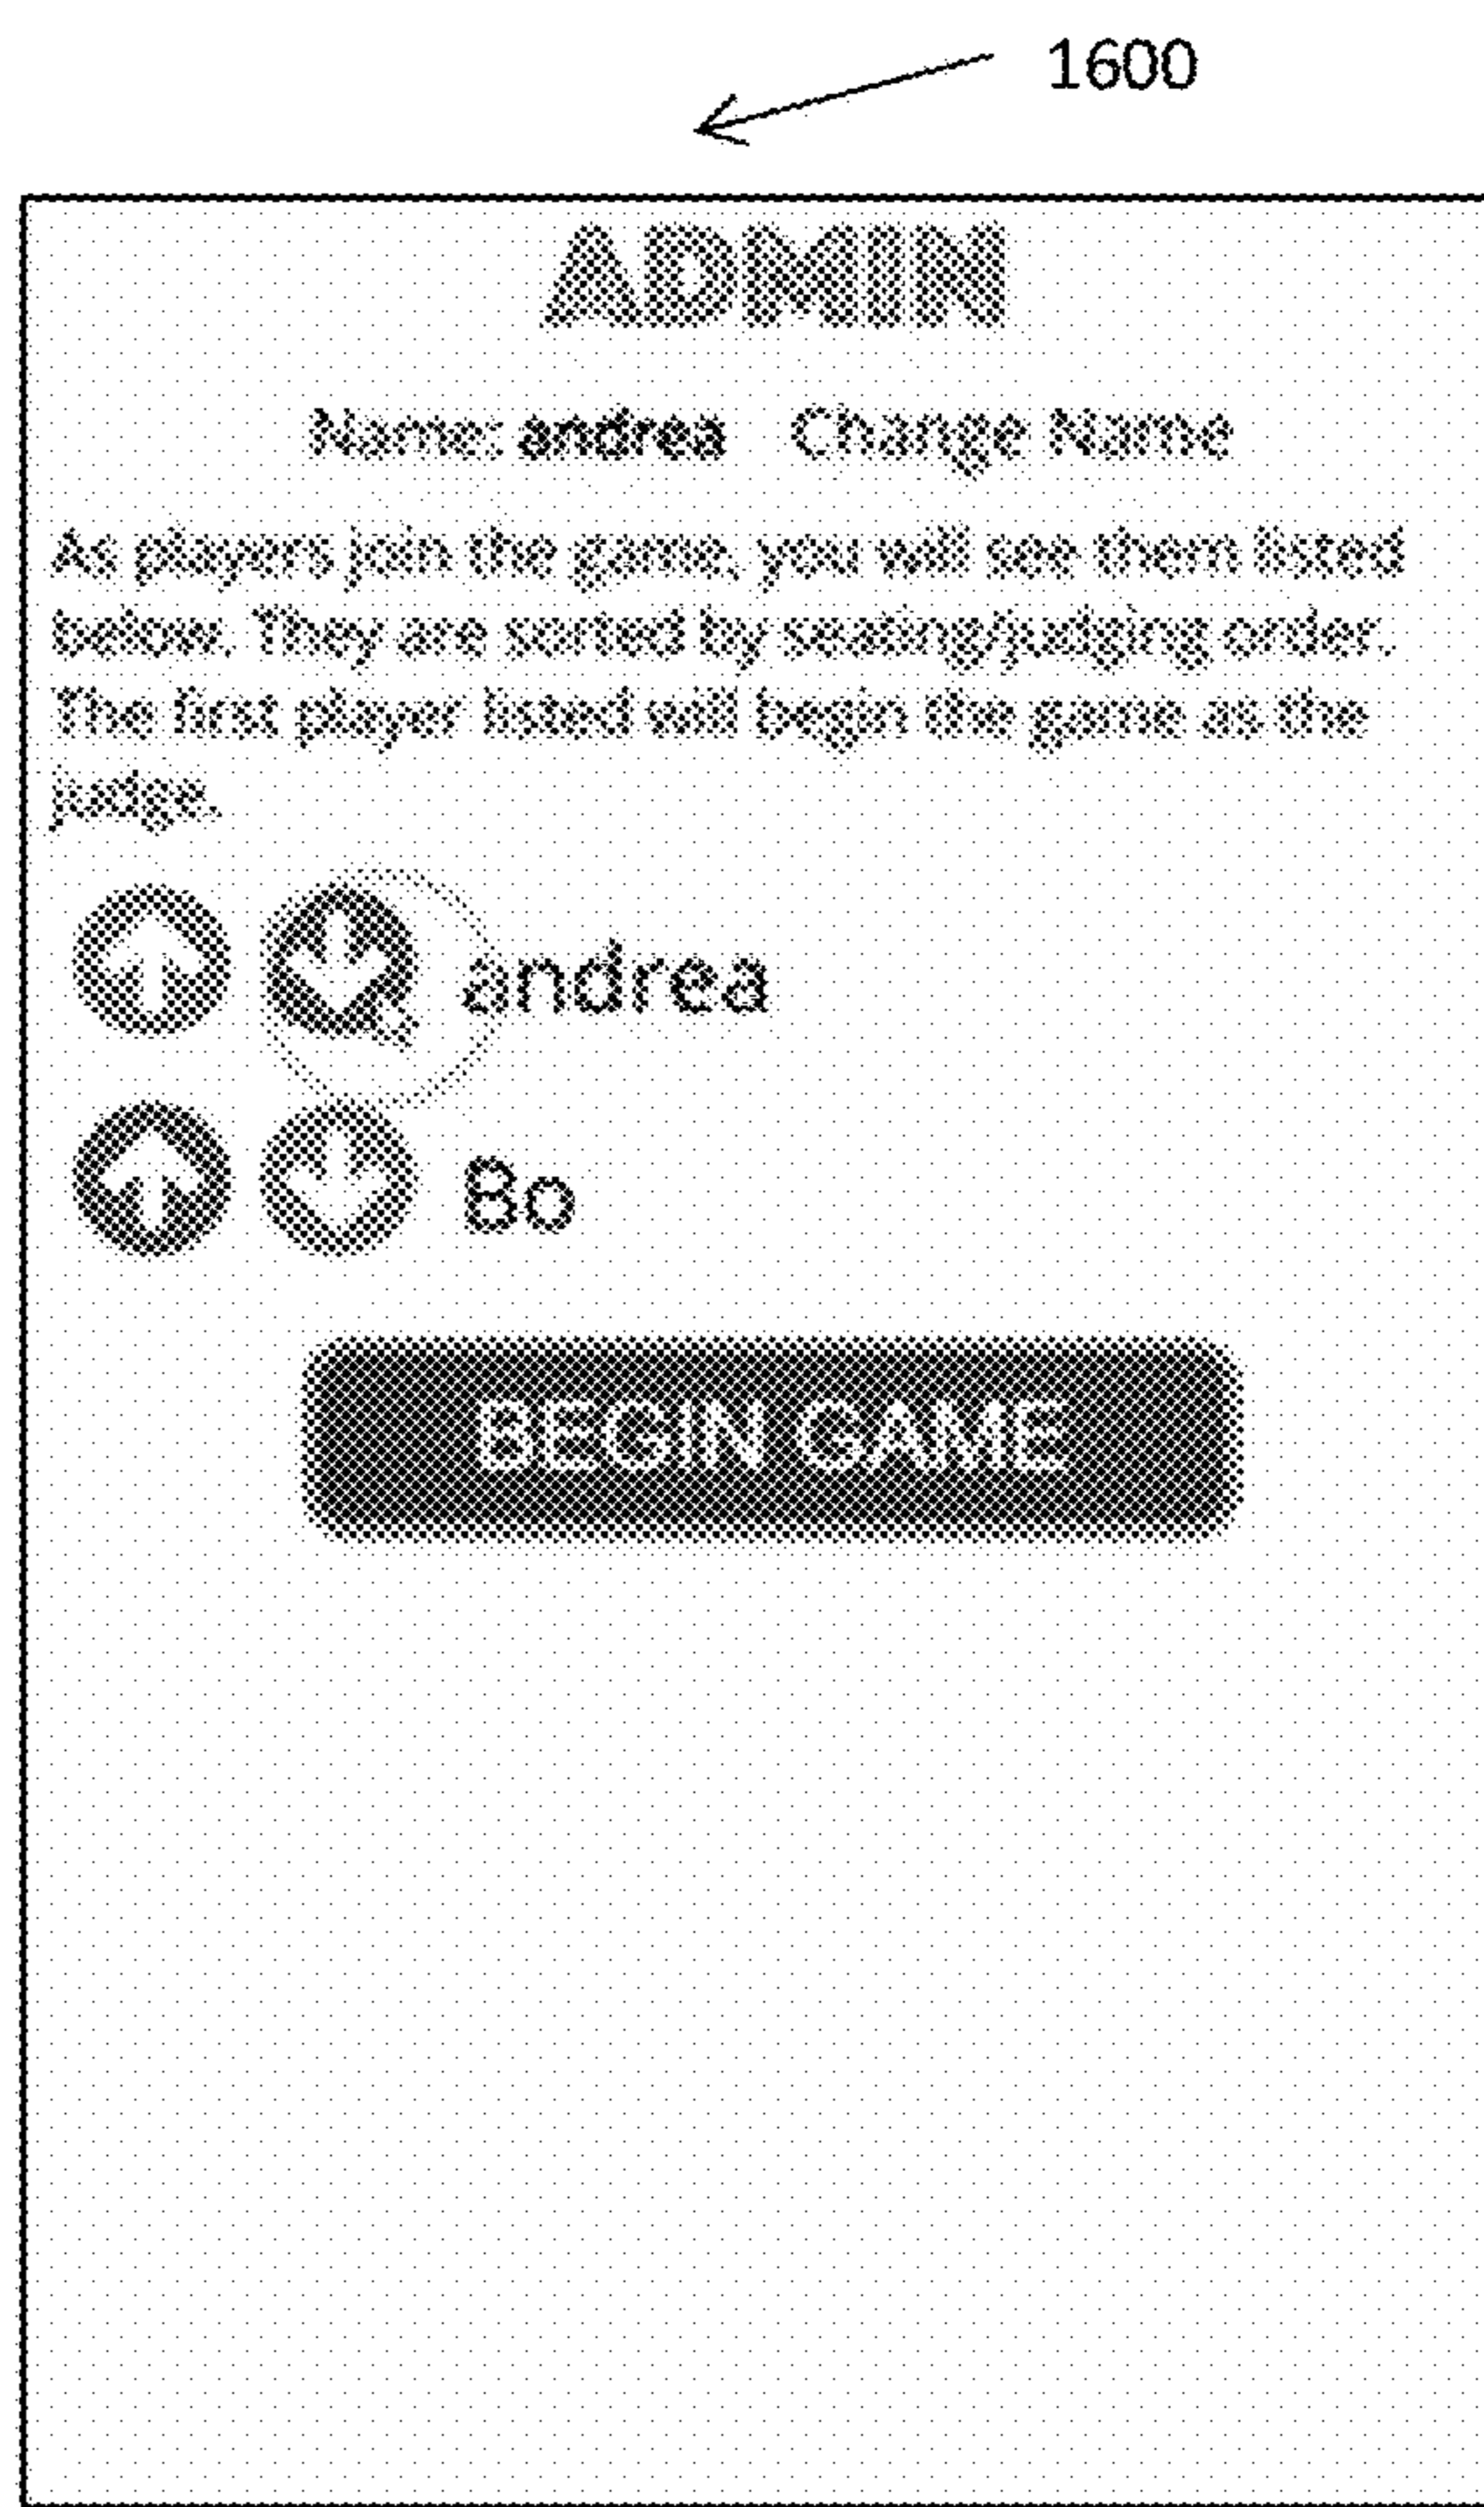 1600
ADMIN
Name: andrea Change Name
As players join the game, you will see them listed
below. They are sorted by seating/judging order.
The first player listed will begin the game as the
judge.
andrea
Bo
BEGIN GAME